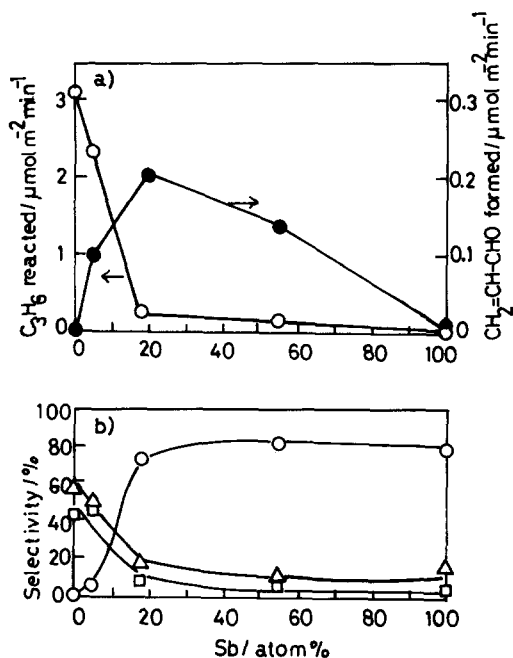 a)
C₃H₆ reacted/μmol m⁻² min⁻¹
3
2
1
0
0.3
0.2
0.1
0
CH₂=CH-CHO formed/μmol m⁻² min⁻¹
0 20 40 60 80 100
b)
Selectivity/%
100
80
60
40
20
0
0 20 40 60 80 100
Sb/atom%